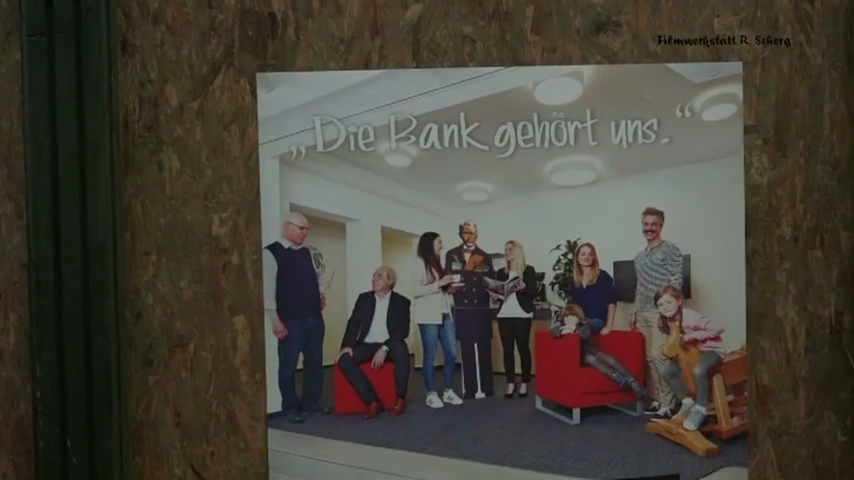 Filmwerkstatt R. Scherg
„Die Bank gehört uns.“